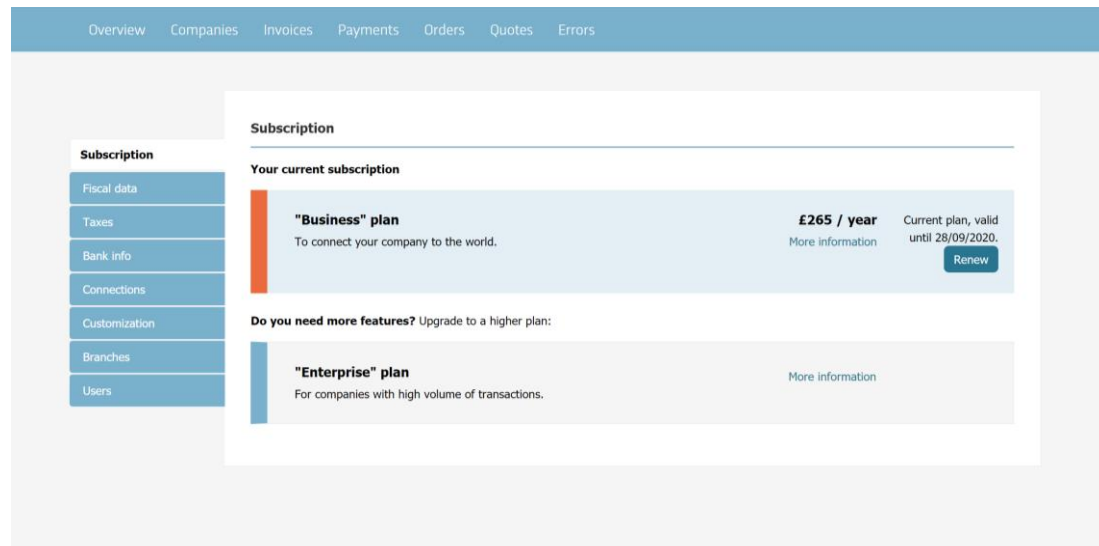 Overview Companies Invoices Payments Orders Quotes Errors
Subscription
Fiscal data
Taxes
Bank info
Connections
Customization
Branches
Users
Subscription
Your current subscription
"Business" plan
To connect your company to the world.
£265 / year
More information
Current plan, valid
until 28/09/2020.
Renew
Do you need more features? Upgrade to a higher plan:
"Enterprise" plan
For companies with high volume of transactions.
More information